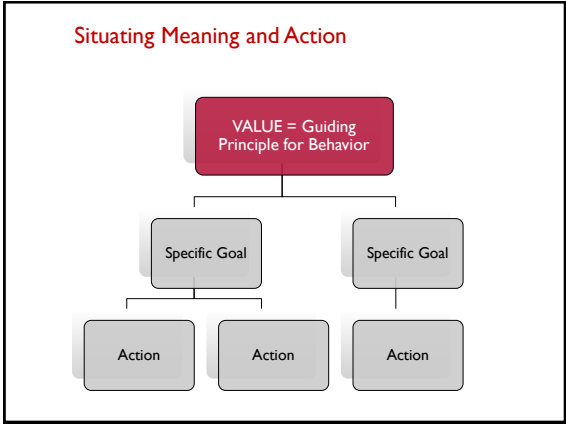 Situating Meaning and Action
VALUE = Guiding
Principle for Behavior
Specific Goal
Specific Goal
Action
Action
Action